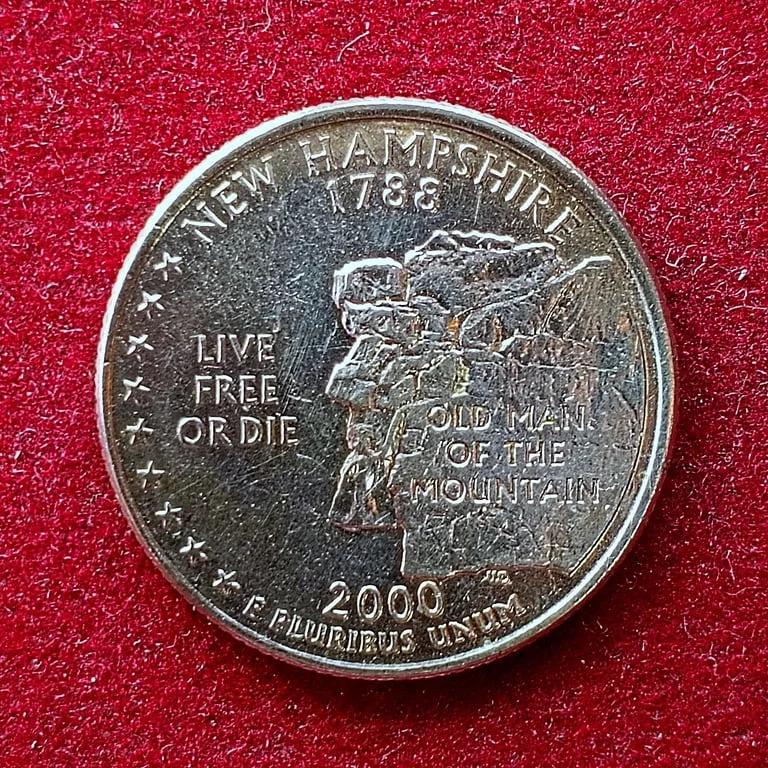 NEW HAMPSHIRE
1788
LIVE
FREE
OR DIE
OLD MAN
OF THE
MOUNTAIN
2000
E PLURIBUS UNUM